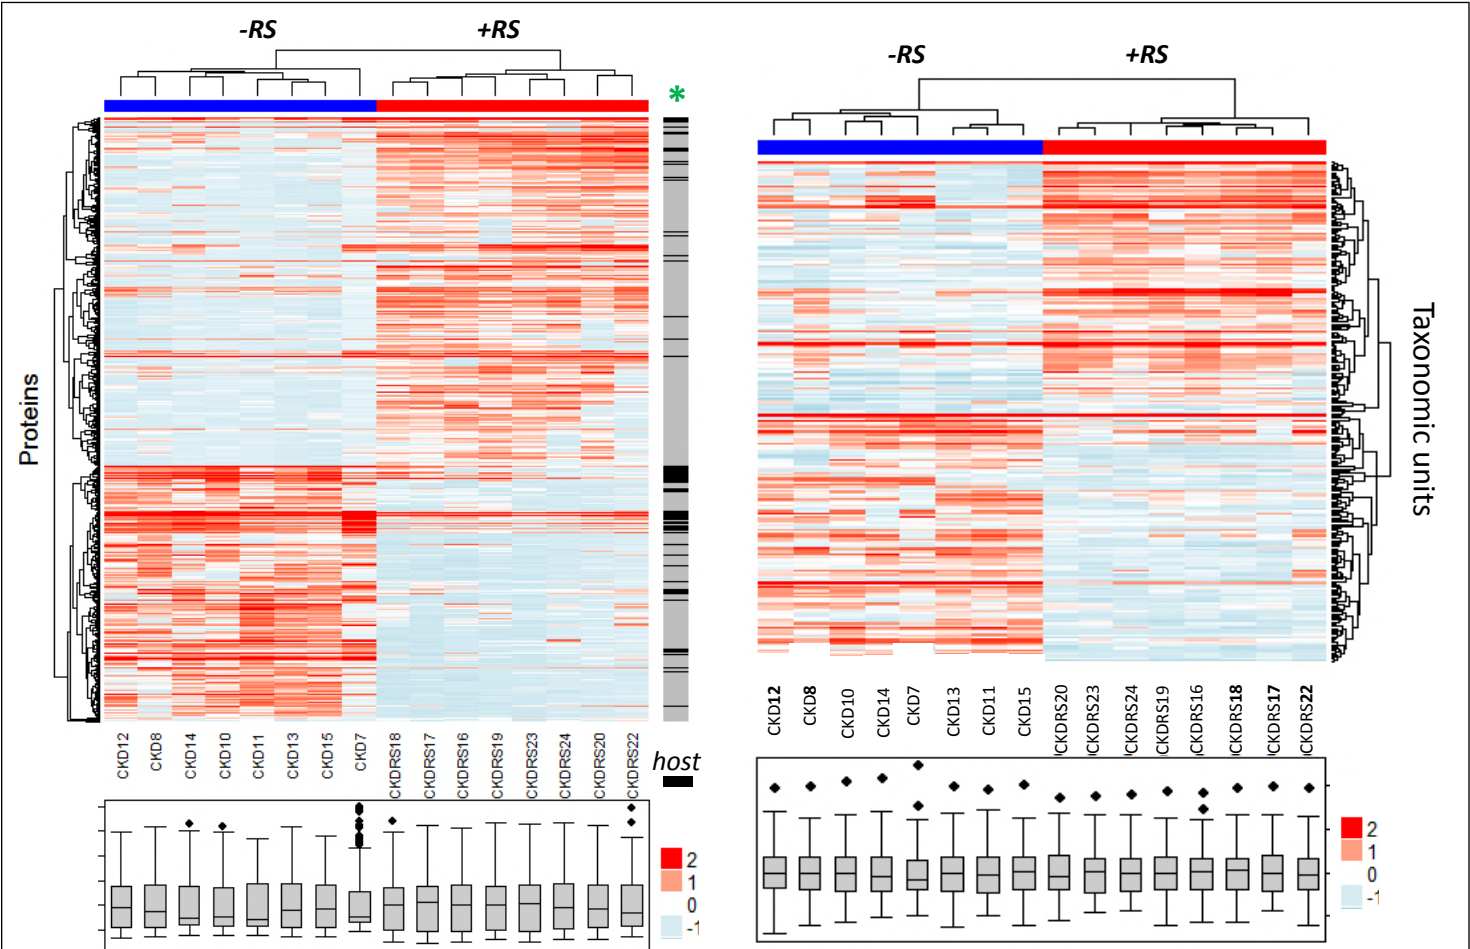 -RS +RS
*
Proteins
CKD12
CKD8
CKD14
CKD10
CKD11
CKD13
CKD15
CKD7
CKDRS18
CKDRS17
CKDRS16
CKDRS19
CKDRS23
CKDRS24
CKDRS20
CKDRS22
host
2
1
0
-1
-RS +RS
Taxonomic units
CKD12
CKD8
CKD10
CKD14
CKD7
CKD13
CKD11
CKD15
CKDRS20
CKDRS23
CKDRS24
CKDRS19
CKDRS16
CKDRS18
CKDRS17
CKDRS22
2
1
0
-1